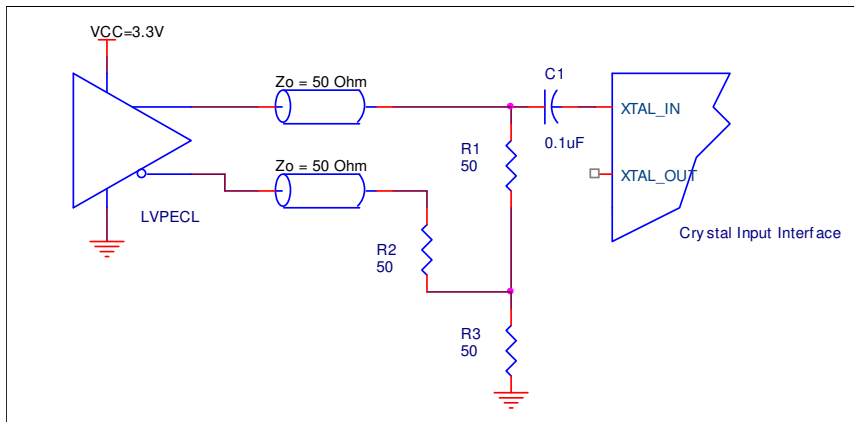 VCC=3.3V
Zo = 50 Ohm
C1
XTAL_IN
R1
50
0.1uF
Zo = 50 Ohm
XTAL_OUT
LVPECL
R2
50
Crystal Input Interface
R3
50